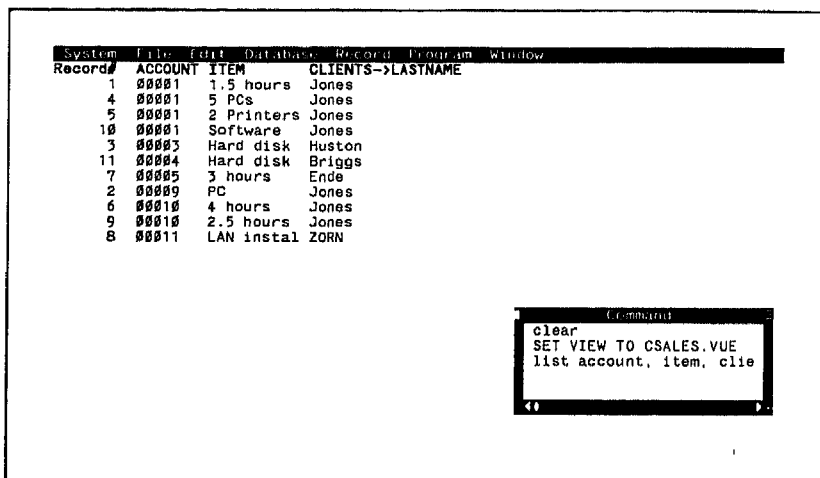 System File Edit Database Record Program Window
Record# ACCOUNT ITEM CLIENTS->LASTNAME
1 00001 1.5 hours Jones
4 00001 5 PCs Jones
5 00001 2 Printers Jones
10 00001 Software Jones
3 00003 Hard disk Huston
11 00004 Hard disk Briggs
7 00005 3 hours Ende
2 00009 PC Jones
6 00010 4 hours Jones
9 00010 2.5 hours Jones
8 00011 LAN instal ZORN
Command
clear
SET VIEW TO CSALES.VUE
list account, item, clie